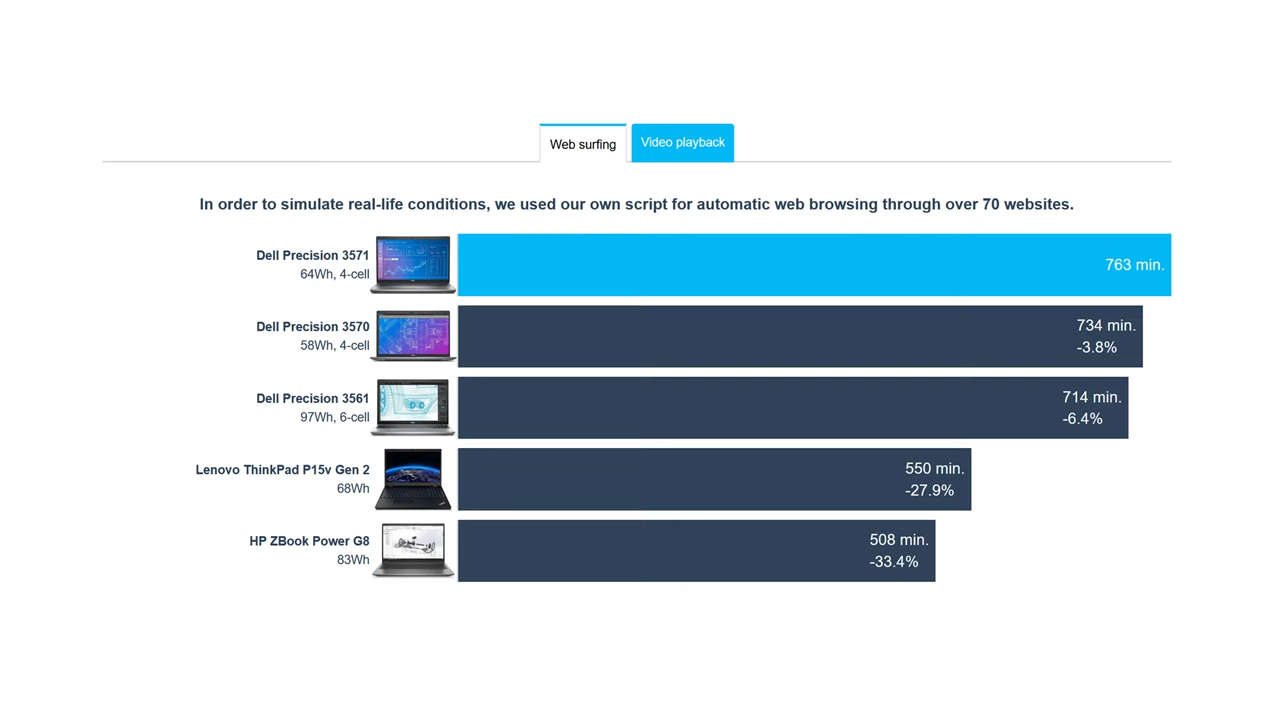 Web surfing
Video playback
In order to simulate real-life conditions, we used our own script for automatic web browsing through over 70 websites.
Dell Precision 3571
64Wh, 4-cell
763 min.
Dell Precision 3570
58Wh, 4-cell
734 min.
-3.8%
Dell Precision 3561
97Wh, 6-cell
714 min.
-6.4%
Lenovo ThinkPad P15v Gen 2
68Wh
550 min.
-27.9%
HP ZBook Power G8
83Wh
508 min.
-33.4%